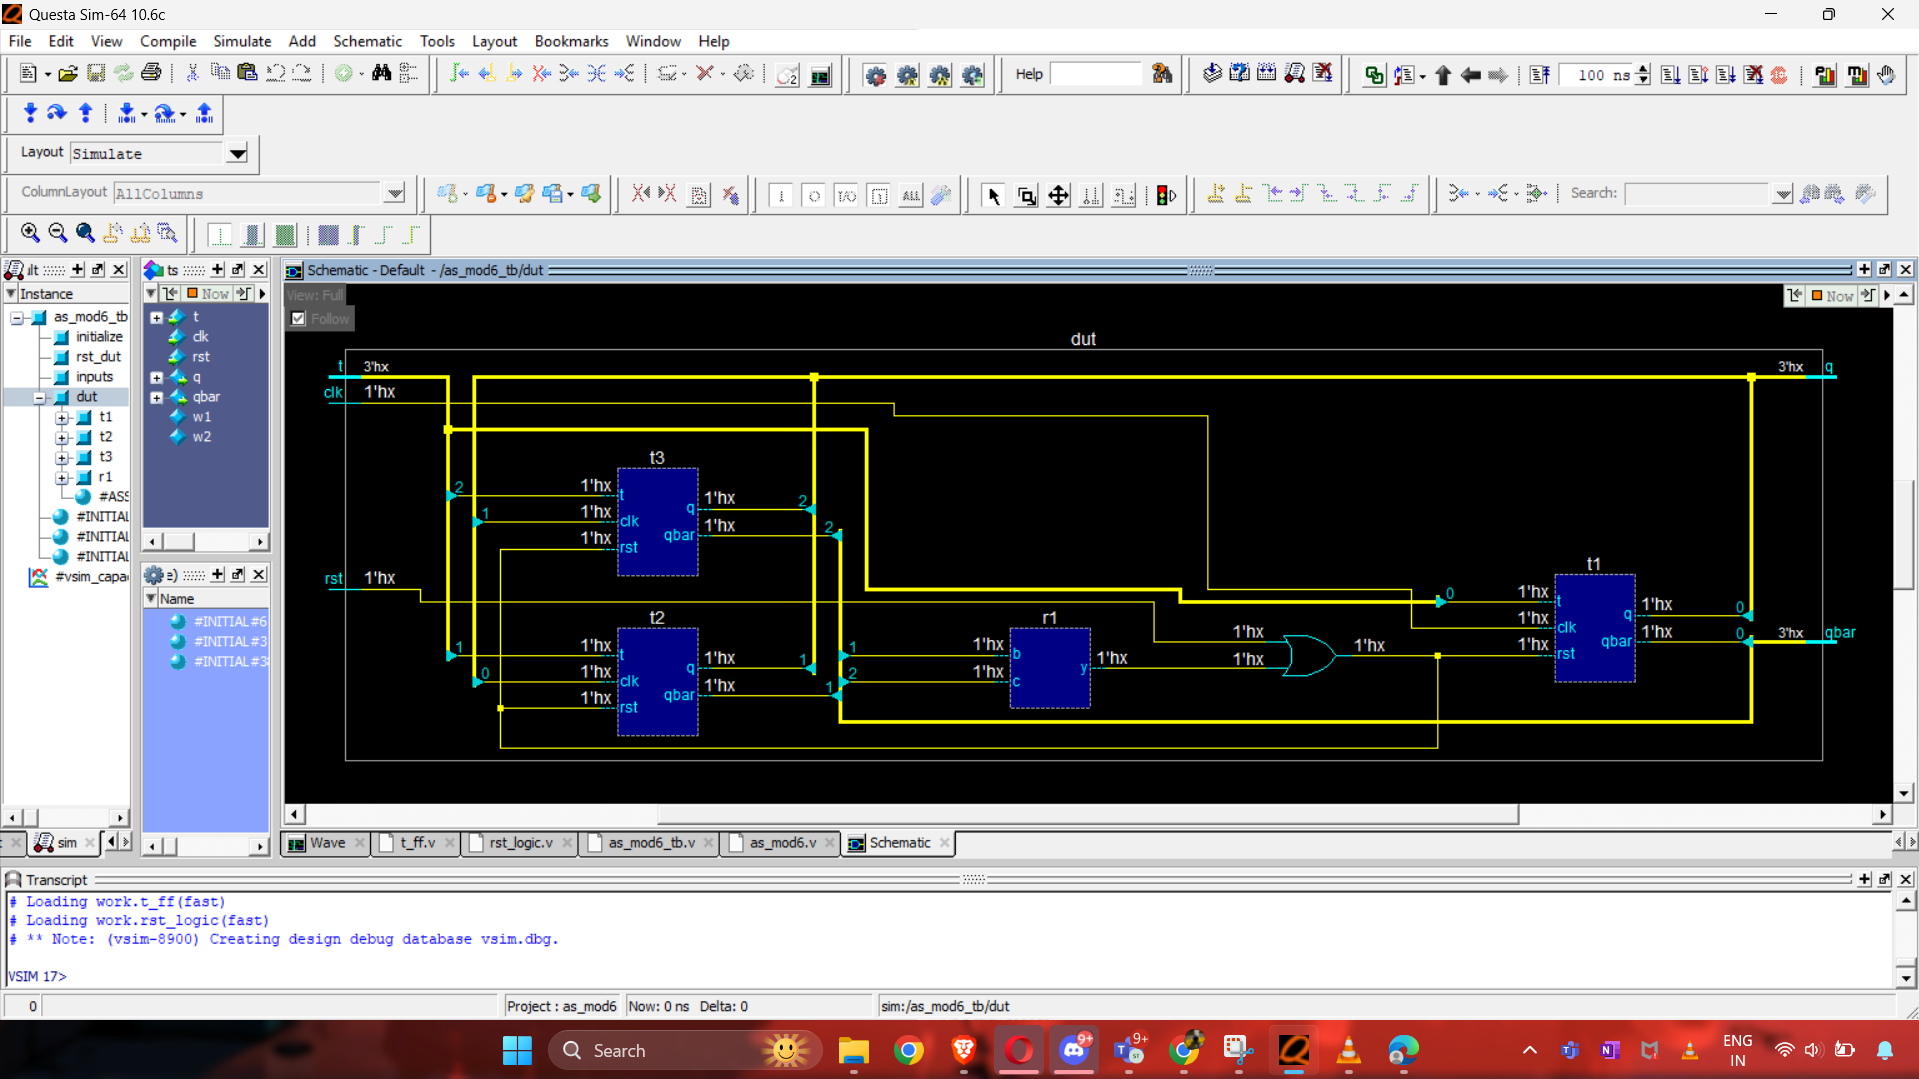 Questa Sim-64 10.6c
File Edit View Compile Simulate Add Schematic Tools Layout Bookmarks Window Help
Help 100 ns
Layout Simulate
ColumnLayout AllColumns Search:
ts
Schematic - Default - /as_mod6_tb/dut
Instance
Now
View: Full
Now
Follow
as_mod6_tb
initialize
rst_dut
inputs
dut
t1
t2
t3
r1
#ASS
#INITIAL
#INITIAL
#INITIAL
#vsim_capa
t
clk
rst
q
qbar
w1
w2
Name
#INITIAL#6
#INITIAL#3
#INITIAL#3
dut
t 3'hx 3'hx q
clk 1'hx
t3
2 1'hx t 1'hx 2
1 1'hx clk q 1'hx 2
1'hx rst qbar
rst 1'hx
t1
0 1'hx t 1'hx 0
1'hx clk q 1'hx 0 3'hx qbar
1'hx rst qbar
t2
1 1'hx t 1'hx 1
0 1'hx clk q 1'hx 1
1'hx rst qbar
r1
1 1'hx b 1'hx 1'hx
2 1'hx c y 1'hx 1'hx
sim Wave t_ff.v rst_logic.v as_mod6_tb.v as_mod6.v Schematic
Transcript
# Loading work.t_ff(fast)
# Loading work.rst_logic(fast)
# ** Note: (vsim-8900) Creating design debug database vsim.dbg.
VSIM 17>
0 Project : as_mod6 Now: 0 ns Delta: 0 sim:/as_mod6_tb/dut
Search 9+ 9+ ENG
IN